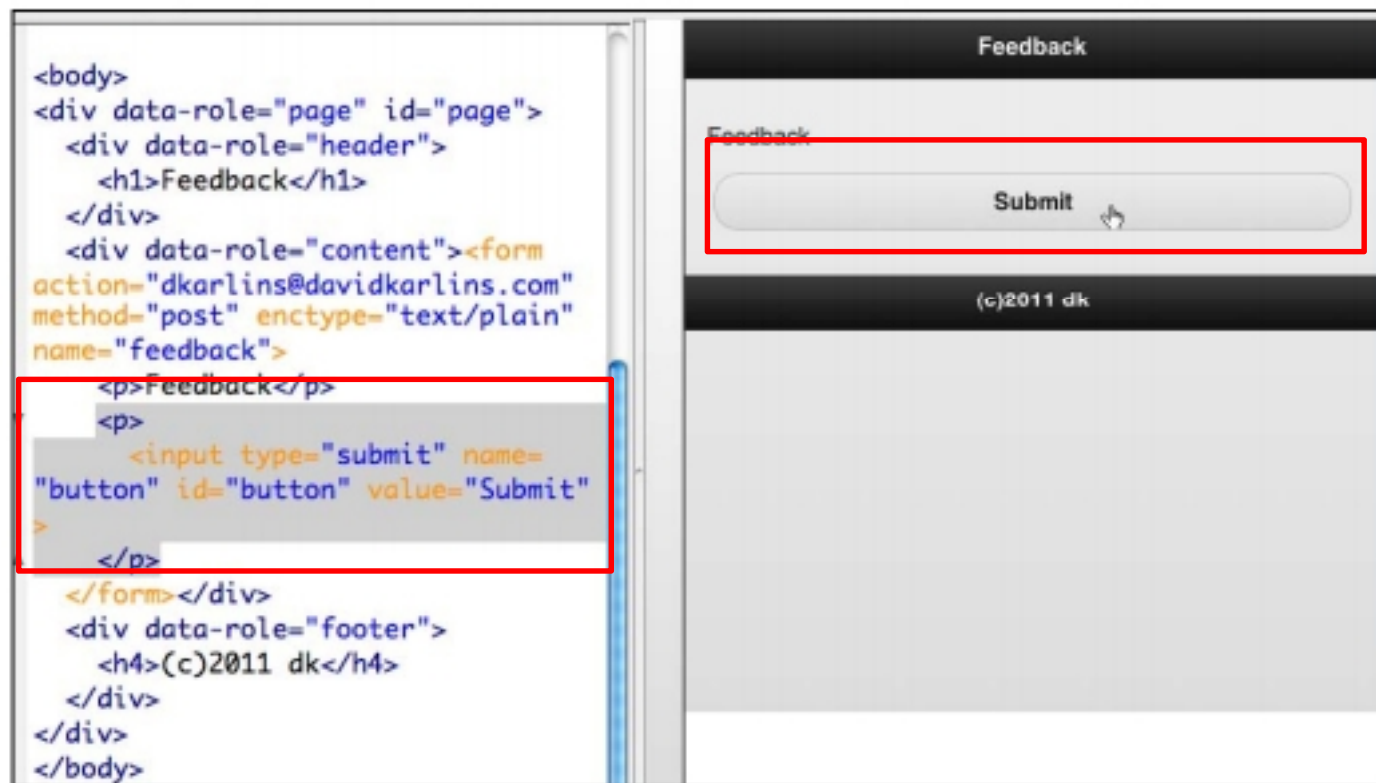 <body>
<div data-role="page" id="page">
<div data-role="header">
<h1>Feedback</h1>
</div>
<div data-role="content"><form
action="dkarlins@davidkarlins.com"
method="post" enctype="text/plain"
name="feedback">
<p>Feedback</p>
<p>
<input type="submit" name=
"button" id="button" value="Submit"
>
</p>
</form></div>
<div data-role="footer">
<h4>(c)2011 dk</h4>
</div>
</div>
</body>
Feedback
Feedback
Submit
(c)2011 dk